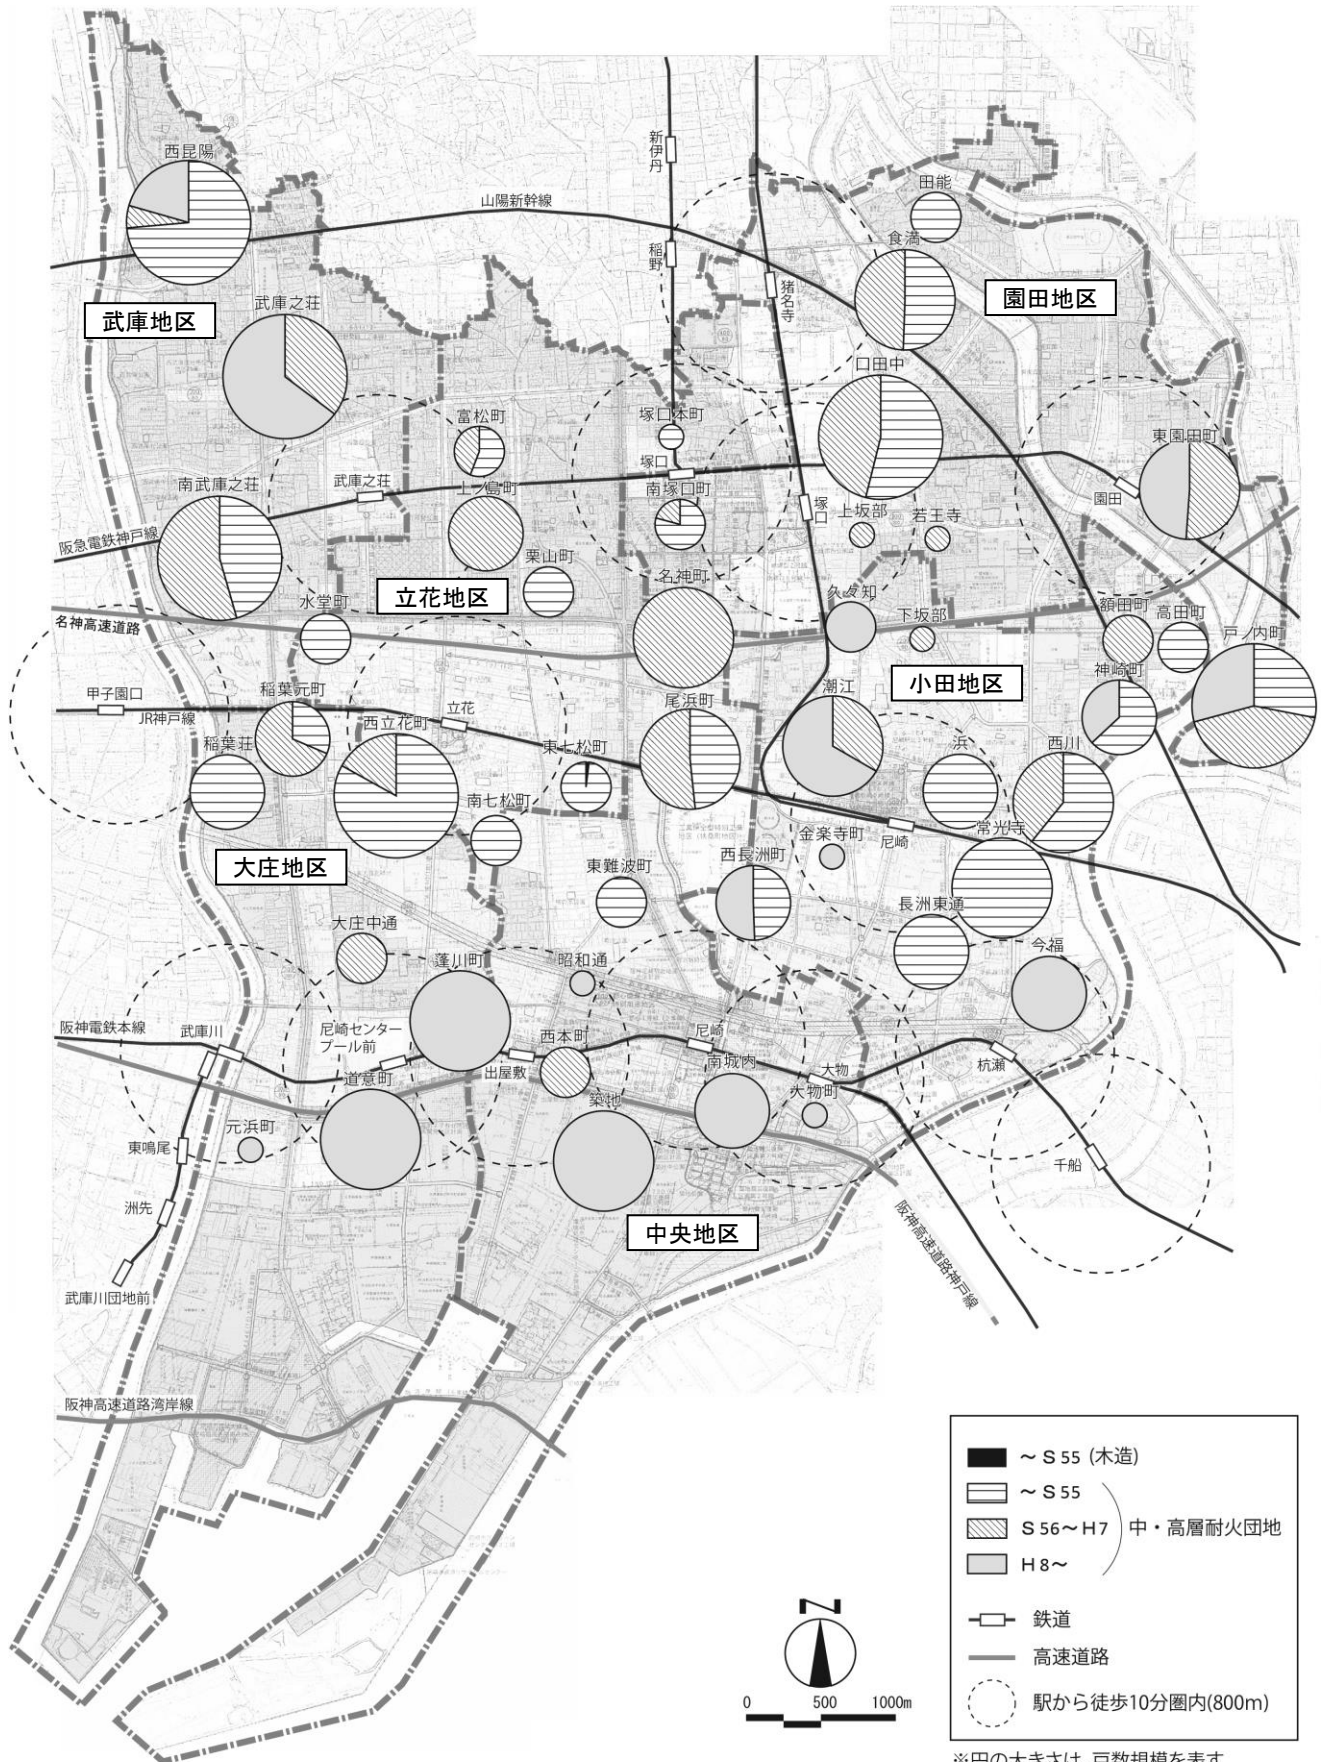 西昆陽
山陽新幹線
新伊丹
稲野
猪名寺
田能
食満
園田地区
武庫地区
武庫之荘
口田中
富松町
塚口本町
塚口
東園田町
南武庫之荘
武庫之荘
上ノ島町
南塚口町
塚口
上坂部
若王寺
園田
阪急電鉄神戸線
栗山町
立花地区
名神町
久々知
下坂部
額田町
高田町
戸ノ内町
名神高速道路
水堂町
神崎町
小田地区
潮江
甲子園口
JR神戸線
稲葉元町
西立花町
立花
尾浜町
稲葉荘
東七松町
浜
西川
南七松町
金楽寺町
尼崎
常光寺
大庄地区
東難波町
西長洲町
長洲東通
大庄中通
蓬川町
昭和通
今福
阪神電鉄本線
武庫川
尼崎センター
プール前
出屋敷
西本町
尼崎
南城内
大物
杭瀬
道意町
築地
大物町
元浜町
東鳴尾
千船
洲先
中央地区
阪神高速道路神戸線
武庫川団地前
阪神高速道路湾岸線
～S55 (木造)
～S55
S56～H7
中・高層耐火団地
H8～
鉄道
高速道路
駅から徒歩10分圏内(800m)
N
0 500 1000m
※円の大きさは、戸数規模を表す